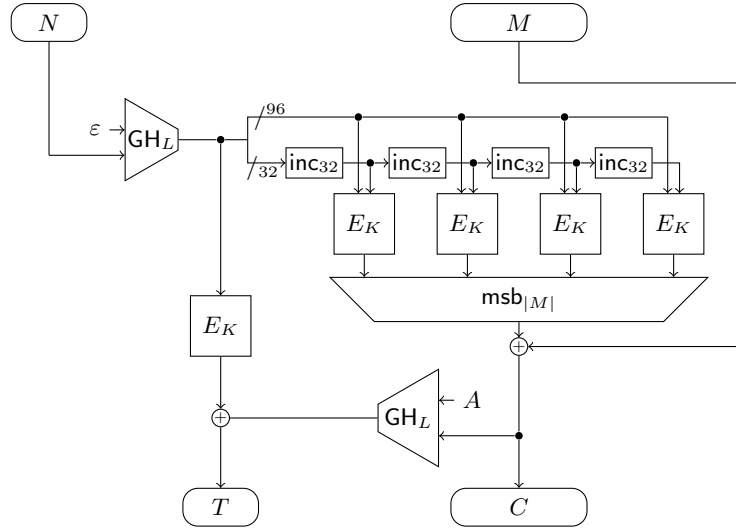 N M
96
ε GH_L
32 inc₃₂ inc₃₂ inc₃₂ inc₃₂
E_K E_K E_K E_K
msb_|M|
E_K
+
A
+ GH_L
T C